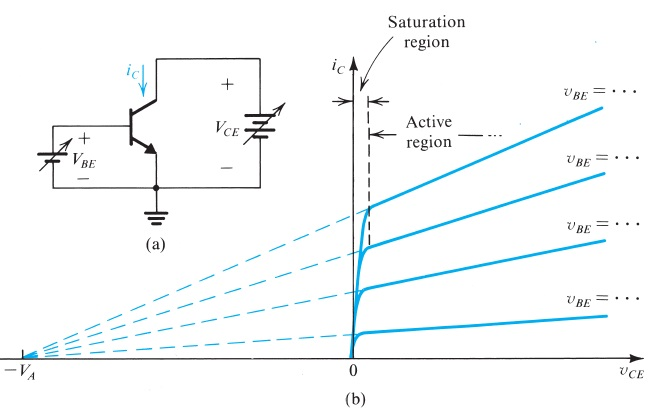 Saturation
region
i_C
i_C
+
V_CE
−
+
V_BE
−
(a)
Active
region
v_BE = · · ·
v_BE = · · ·
v_BE = · · ·
v_BE = · · ·
−V_A
0
v_CE
(b)